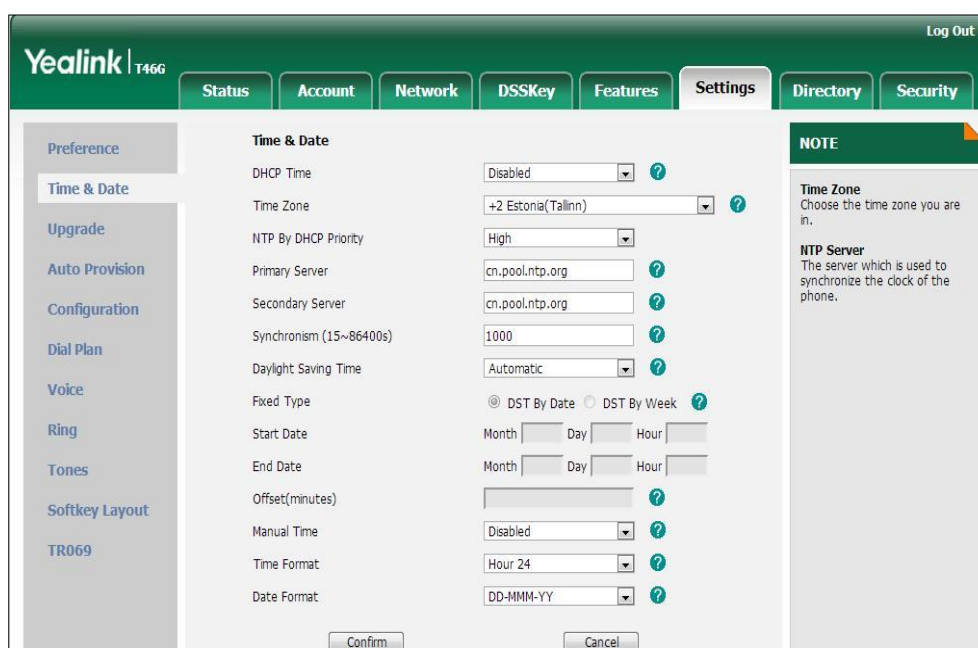 Log Out
Yealink T46G
Status Account Network DSSKey Features Settings Directory Security
Preference
Time & Date
Upgrade
Auto Provision
Configuration
Dial Plan
Voice
Ring
Tones
Softkey Layout
TR069
Time & Date
DHCP Time Disabled ?
Time Zone +2 Estonia(Tallinn) ?
NTP By DHCP Priority High
Primary Server cn.pool.ntp.org ?
Secondary Server cn.pool.ntp.org ?
Synchronism (15~86400s) 1000 ?
Daylight Saving Time Automatic ?
Fixed Type DST By Date DST By Week ?
Start Date Month Day Hour
End Date Month Day Hour
Offset(minutes) ?
Manual Time Disabled ?
Time Format Hour 24 ?
Date Format DD-MMM-YY ?
Confirm Cancel
NOTE
Time Zone
Choose the time zone you are
in.
NTP Server
The server which is used to
synchronize the clock of the
phone.